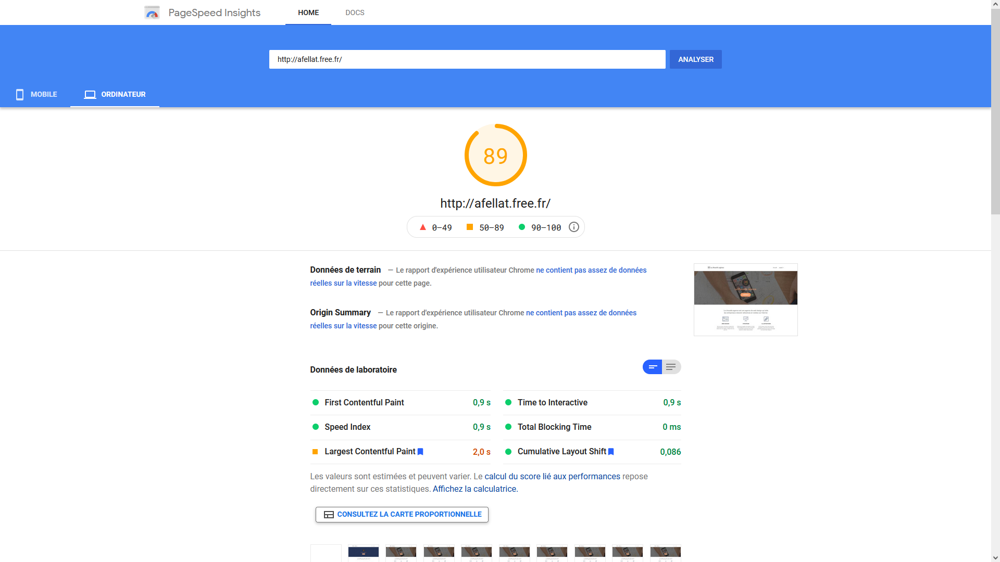 PageSpeed Insights
HOME
DOCS
http://afellat.free.fr/
ANALYSER
MOBILE
ORDINATEUR
89
http://afellat.free.fr/
0–49
50–89
90–100
Données de terrain — Le rapport d'expérience utilisateur Chrome ne contient pas assez de données
réelles sur la vitesse pour cette page.
Origin Summary — Le rapport d'expérience utilisateur Chrome ne contient pas assez de données
réelles sur la vitesse pour cette origine.
Données de laboratoire
First Contentful Paint 0,9 s
Time to Interactive 0,9 s
Speed Index 0,9 s
Total Blocking Time 0 ms
Largest Contentful Paint 2,0 s
Cumulative Layout Shift 0,086
Les valeurs sont estimées et peuvent varier. Le calcul du score lié aux performances repose
directement sur ces statistiques. Affichez la calculatrice.
CONSULTEZ LA CARTE PROPORTIONNELLE